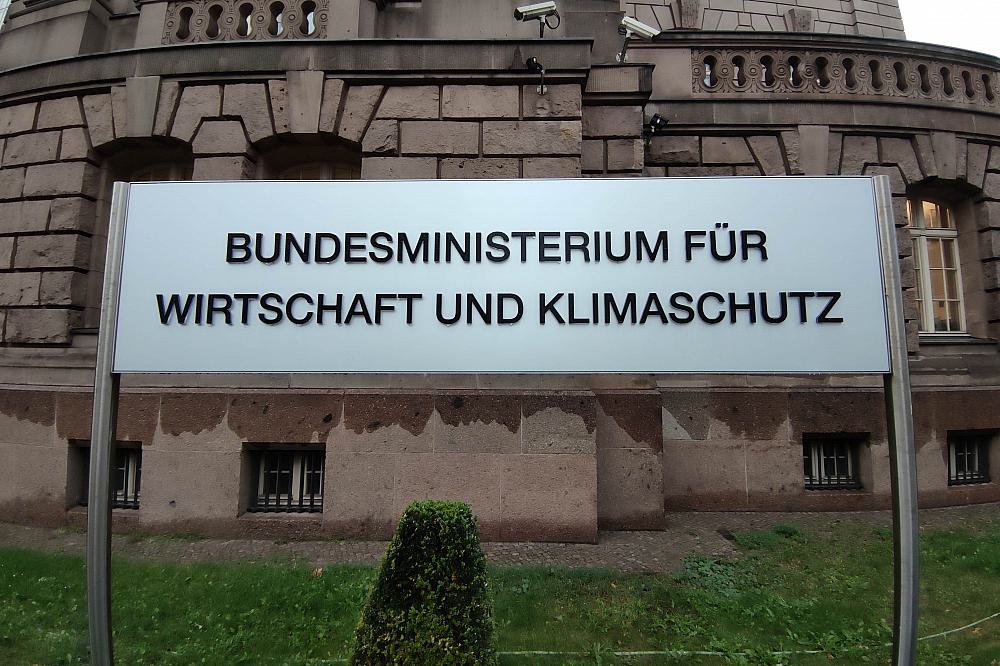 BUNDESMINISTERIUM FÜR
WIRTSCHAFT UND KLIMASCHUTZ